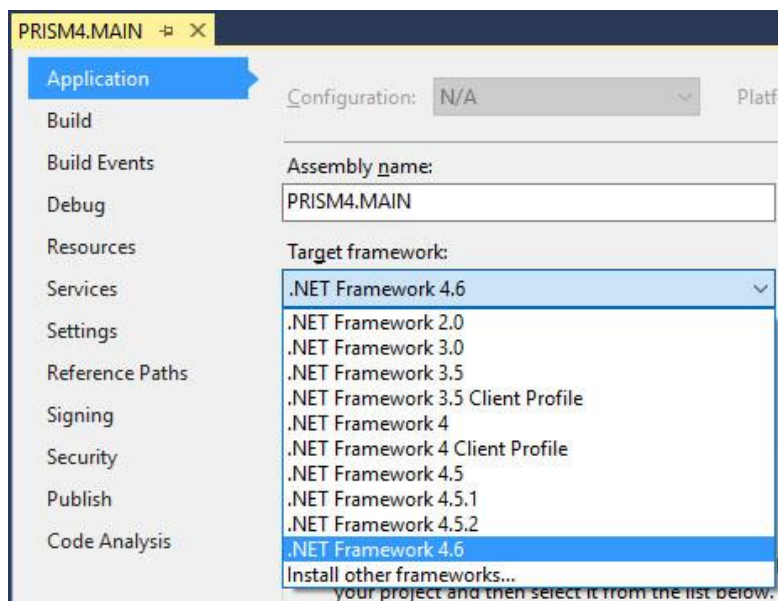 PRISM4.MAIN
Application
Build
Build Events
Debug
Resources
Services
Settings
Reference Paths
Signing
Security
Publish
Code Analysis
Configuration: N/A
Assembly name:
PRISM4.MAIN
Target framework:
.NET Framework 4.6
.NET Framework 2.0
.NET Framework 3.0
.NET Framework 3.5
.NET Framework 3.5 Client Profile
.NET Framework 4
.NET Framework 4 Client Profile
.NET Framework 4.5
.NET Framework 4.5.1
.NET Framework 4.5.2
.NET Framework 4.6
Install other frameworks...
your project and then select it from the list below.